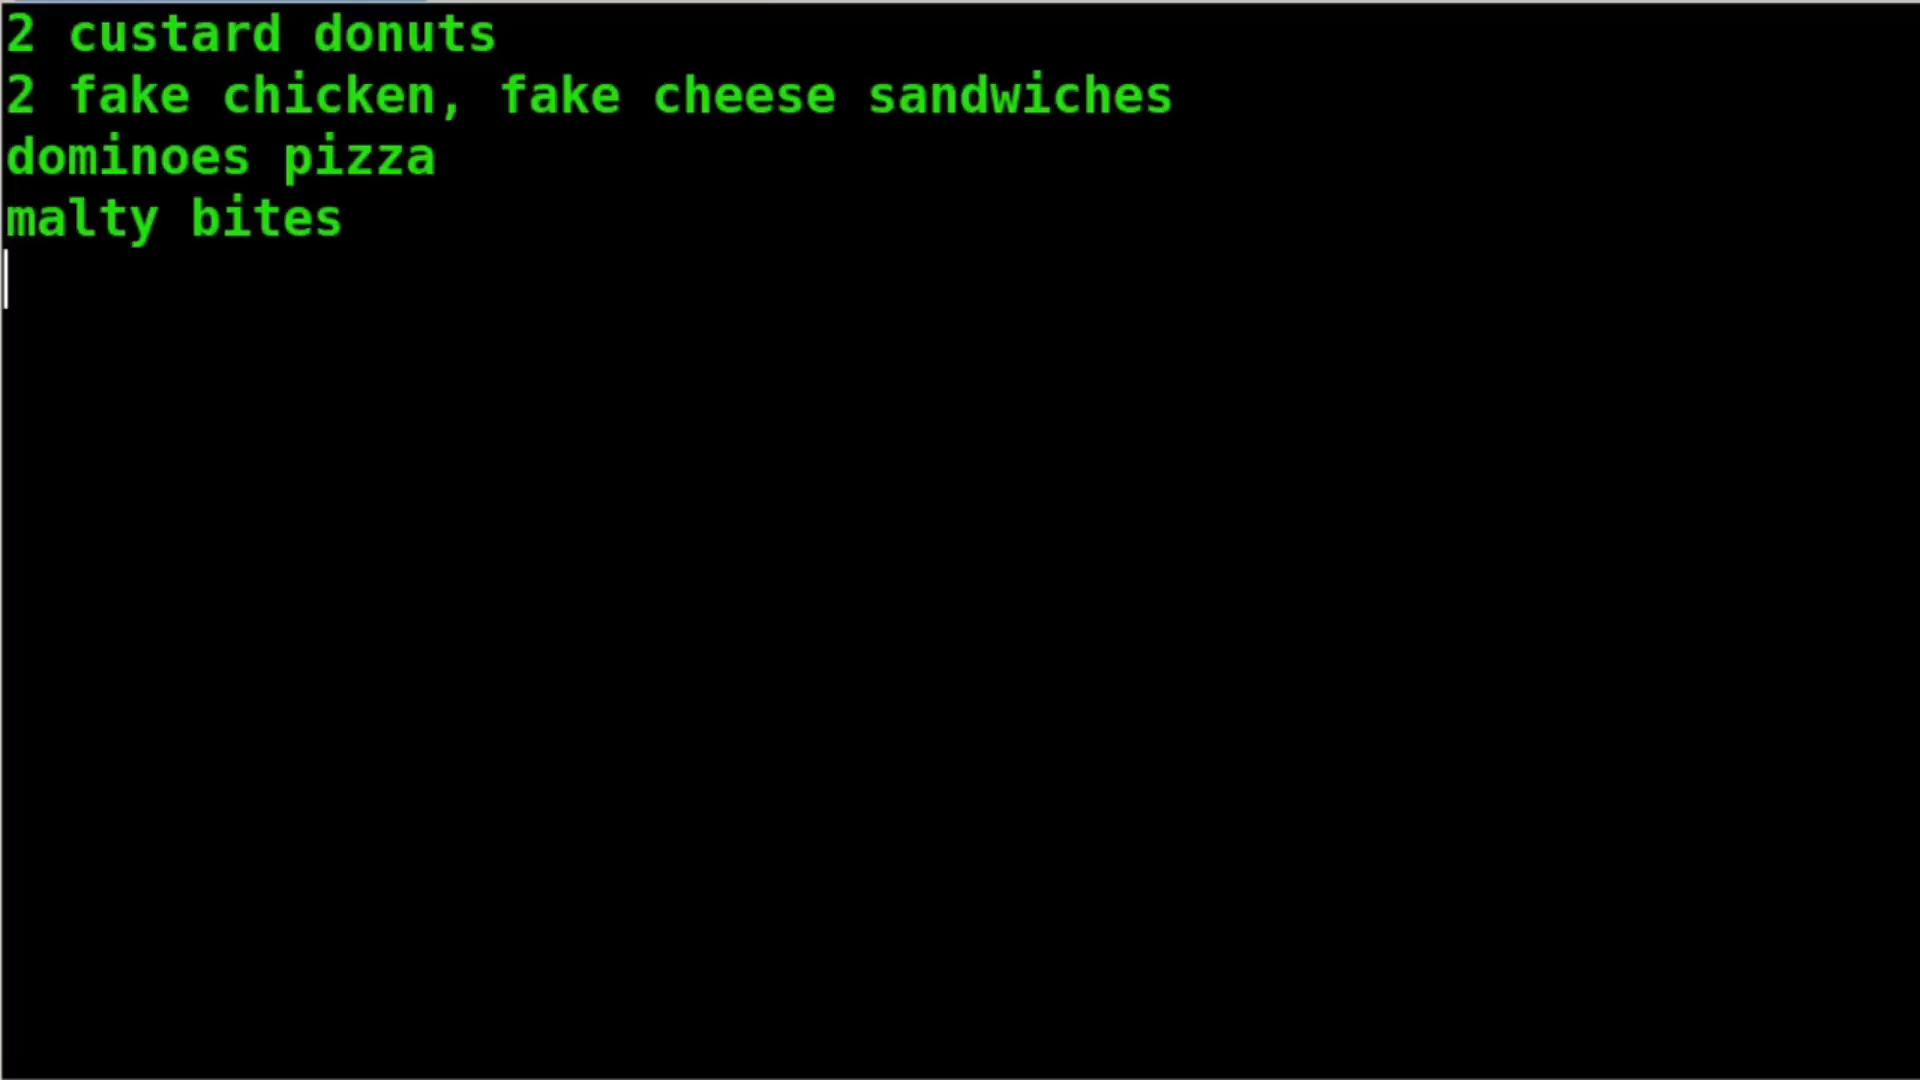 2 custard donuts
2 fake chicken, fake cheese sandwiches
dominoes pizza
malty bites